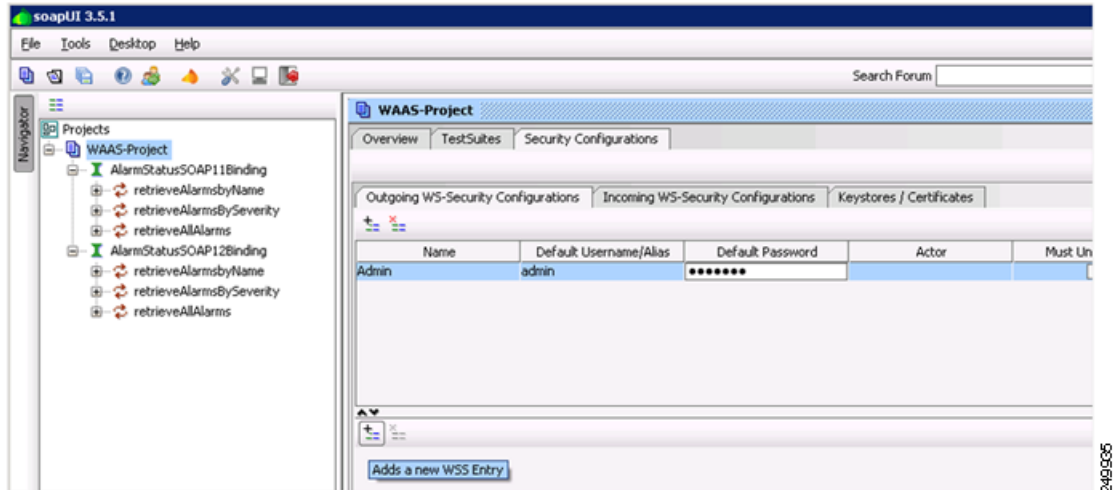 soapUI 3.5.1
File Tools Desktop Help
Search Forum
Navigator
Projects
WAAS-Project
AlarmStatusSOAP11Binding
retrieveAlarmsbyName
retrieveAlarmsBySeverity
retrieveAllAlarms
AlarmStatusSOAP12Binding
retrieveAlarmsbyName
retrieveAlarmsBySeverity
retrieveAllAlarms
WAAS-Project
Overview TestSuites Security Configurations
Outgoing WS-Security Configurations Incoming WS-Security Configurations Keystores / Certificates
Name Default Username/Alias Default Password Actor Must Un
Admin admin •••••••
Adds a new WSS Entry
249935